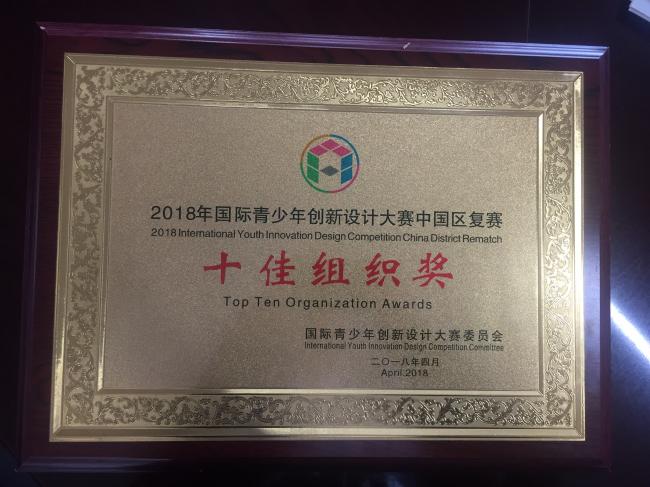 2018年国际青少年创新设计大赛中国区复赛
2018 International Youth Innovation Design Competition China District Rematch
十佳组织奖
Top Ten Organization Awards
国际青少年创新设计大赛委员会
International Youth Innovation Design Competition Committee
二〇一八年四月
April.2018